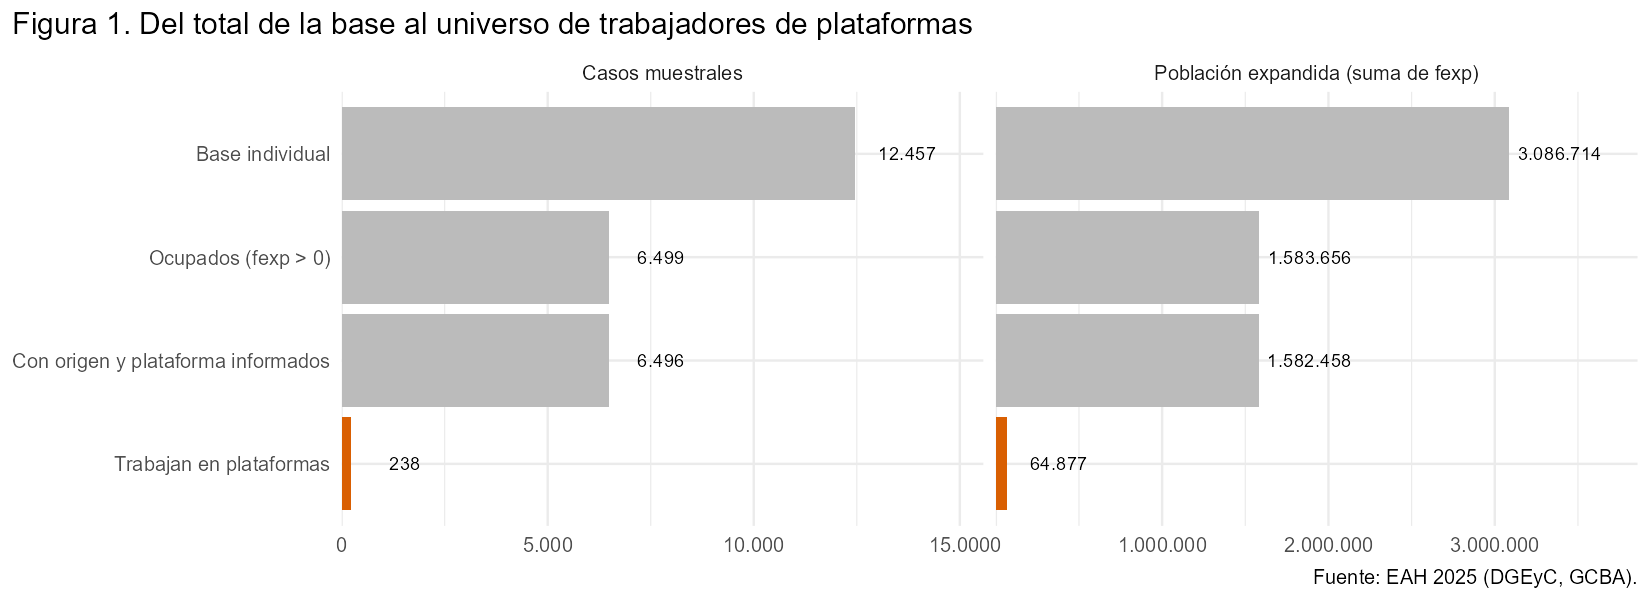 Figura 1. Del total de la base al universo de trabajadores de plataformas
Casos muestrales
Población expandida (suma de fexp)
Base individual
12.457
3.086.714
Ocupados (fexp > 0)
6.499
1.583.656
Con origen y plataforma informados
6.496
1.582.458
Trabajan en plataformas
238
64.877
0
5.000
10.000
15.000
0
1.000.000
2.000.000
3.000.000
Fuente: EAH 2025 (DGEyC, GCBA).